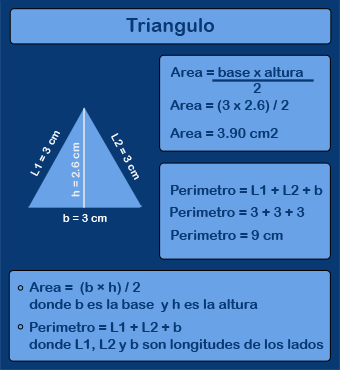 Triangulo
Area = base x altura
2
Area = (3 x 2.6) / 2
Area = 3.90 cm2
L1 = 3 cm
h = 2.6 cm
L2 = 3 cm
b = 3 cm
Perimetro = L1 + L2 + b
Perimetro = 3 + 3 + 3
Perimetro = 9 cm
Area = (b × h) / 2
donde b es la base y h es la altura
Perimetro = L1 + L2 + b
donde L1, L2 y b son longitudes de los lados